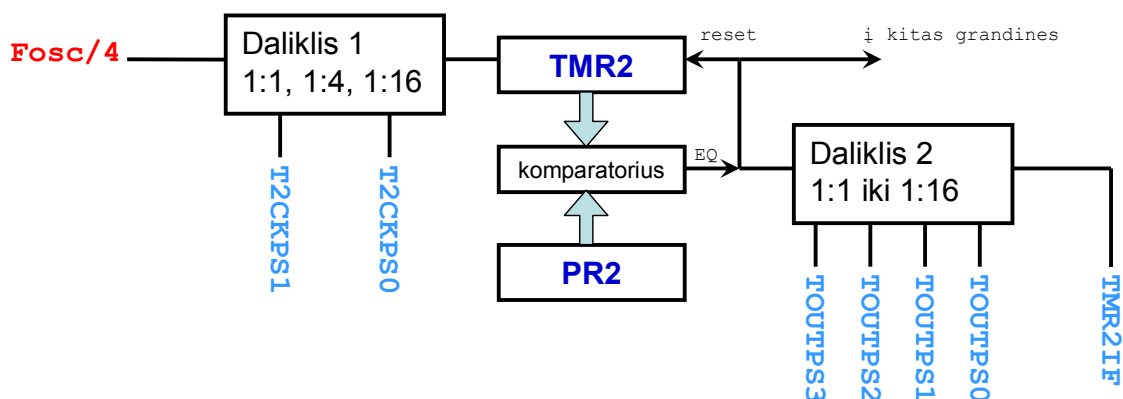 Fosc/4
Daliklis 1
1:1, 1:4, 1:16
TMR2
reset
į kitas grandines
komparatorius
EQ
Daliklis 2
1:1 iki 1:16
PR2
T2CKPS1
T2CKPS0
TOUTPS3
TOUTPS2
TOUTPS1
TOUTPS0
TMR2IF